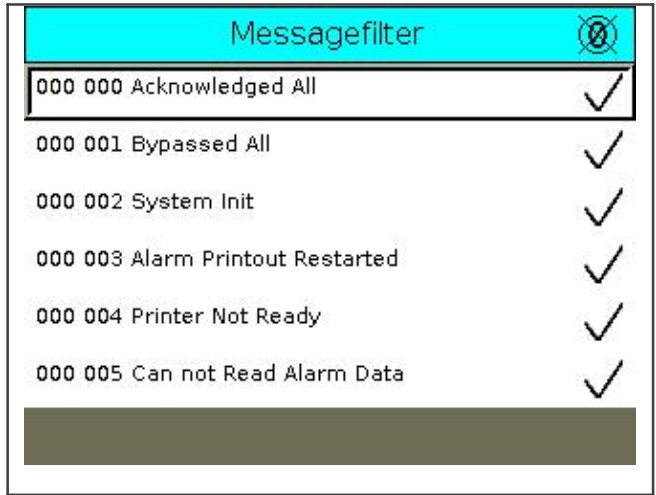 Messagefilter
000 000 Acknowledged All
000 001 Bypassed All
000 002 System Init
000 003 Alarm Printout Restarted
000 004 Printer Not Ready
000 005 Can not Read Alarm Data